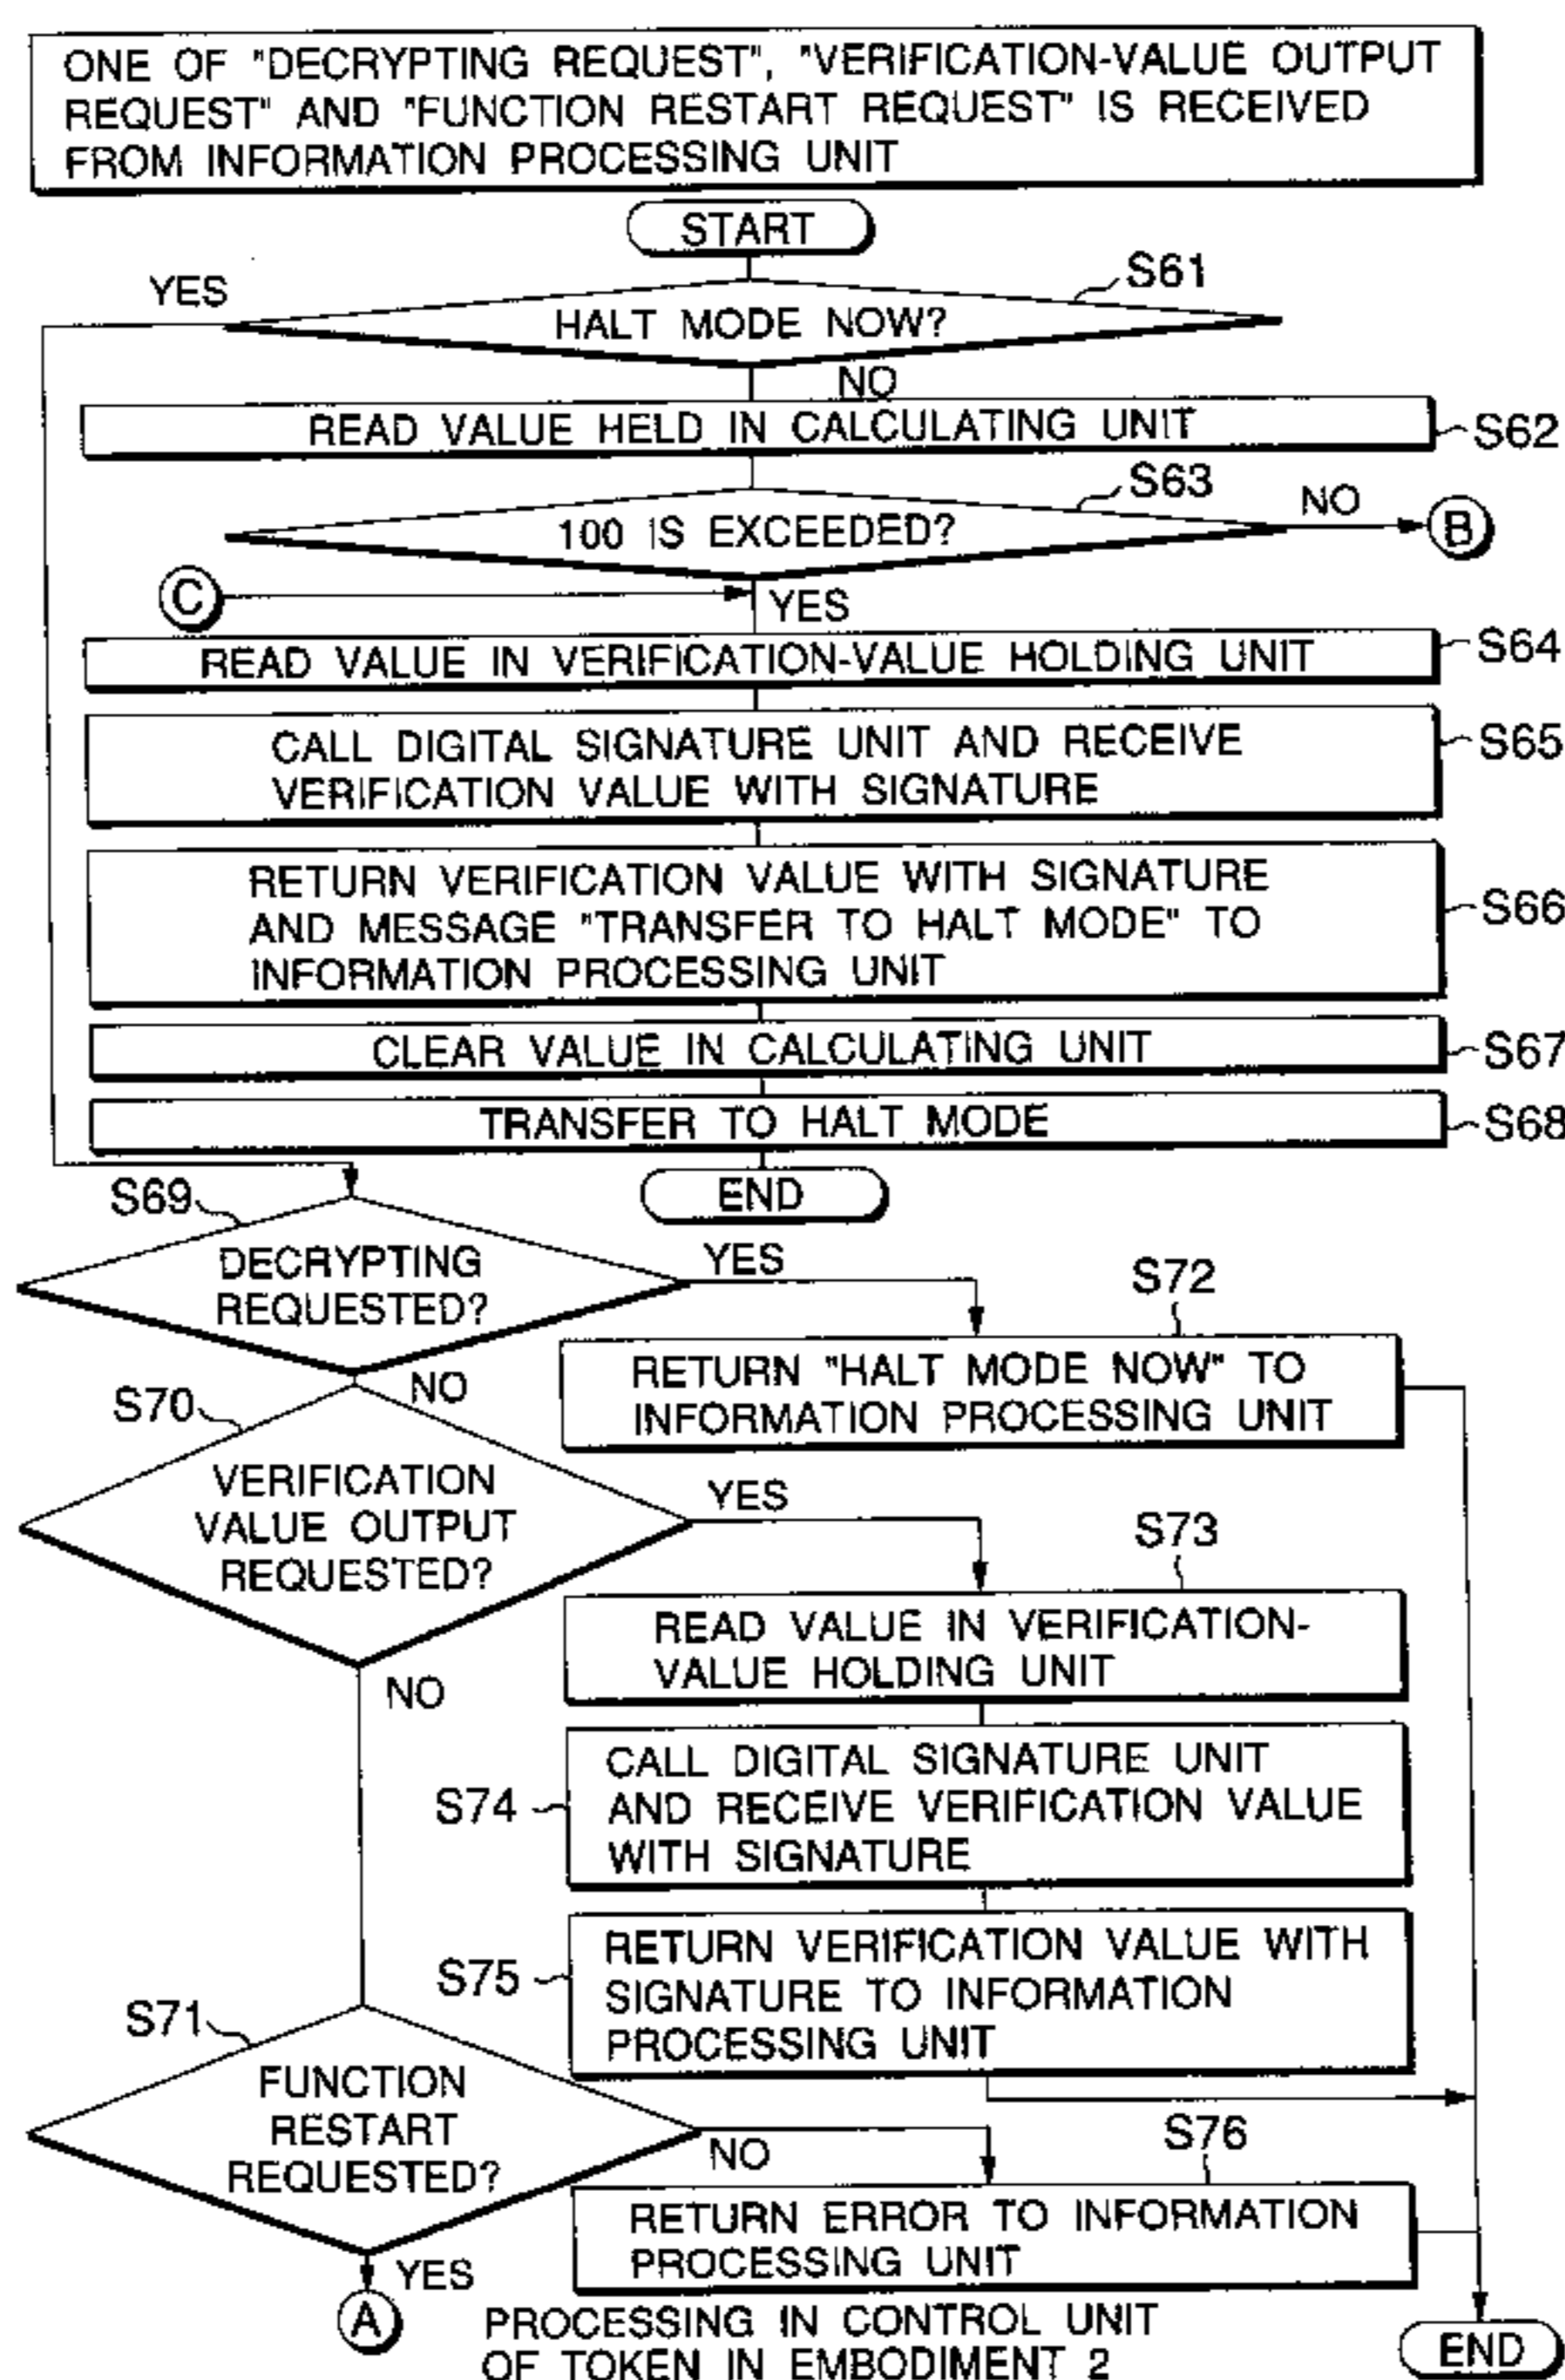 ONE OF "DECRYPTING REQUEST", "VERIFICATION-VALUE OUTPUT
REQUEST" AND "FUNCTION RESTART REQUEST" IS RECEIVED
FROM INFORMATION PROCESSING UNIT
START
YES
S61
HALT MODE NOW?
NO
READ VALUE HELD IN CALCULATING UNIT
S62
S63
100 IS EXCEEDED?
NO
B
C
YES
READ VALUE IN VERIFICATION-VALUE HOLDING UNIT
S64
CALL DIGITAL SIGNATURE UNIT AND RECEIVE
VERIFICATION VALUE WITH SIGNATURE
S65
RETURN VERIFICATION VALUE WITH SIGNATURE
AND MESSAGE "TRANSFER TO HALT MODE" TO
INFORMATION PROCESSING UNIT
S66
CLEAR VALUE IN CALCULATING UNIT
S67
TRANSFER TO HALT MODE
S68
END
S69
DECRYPTING
REQUESTED?
YES
S72
RETURN "HALT MODE NOW" TO
INFORMATION PROCESSING UNIT
NO
S70
VERIFICATION
VALUE OUTPUT
REQUESTED?
YES
S73
READ VALUE IN VERIFICATION-
VALUE HOLDING UNIT
NO
S74
CALL DIGITAL SIGNATURE UNIT
AND RECEIVE VERIFICATION VALUE
WITH SIGNATURE
S75
RETURN VERIFICATION VALUE WITH
SIGNATURE TO INFORMATION
PROCESSING UNIT
S71
FUNCTION
RESTART
REQUESTED?
NO
S76
RETURN ERROR TO INFORMATION
PROCESSING UNIT
YES
A
PROCESSING IN CONTROL UNIT
OF TOKEN IN EMBODIMENT 2
END